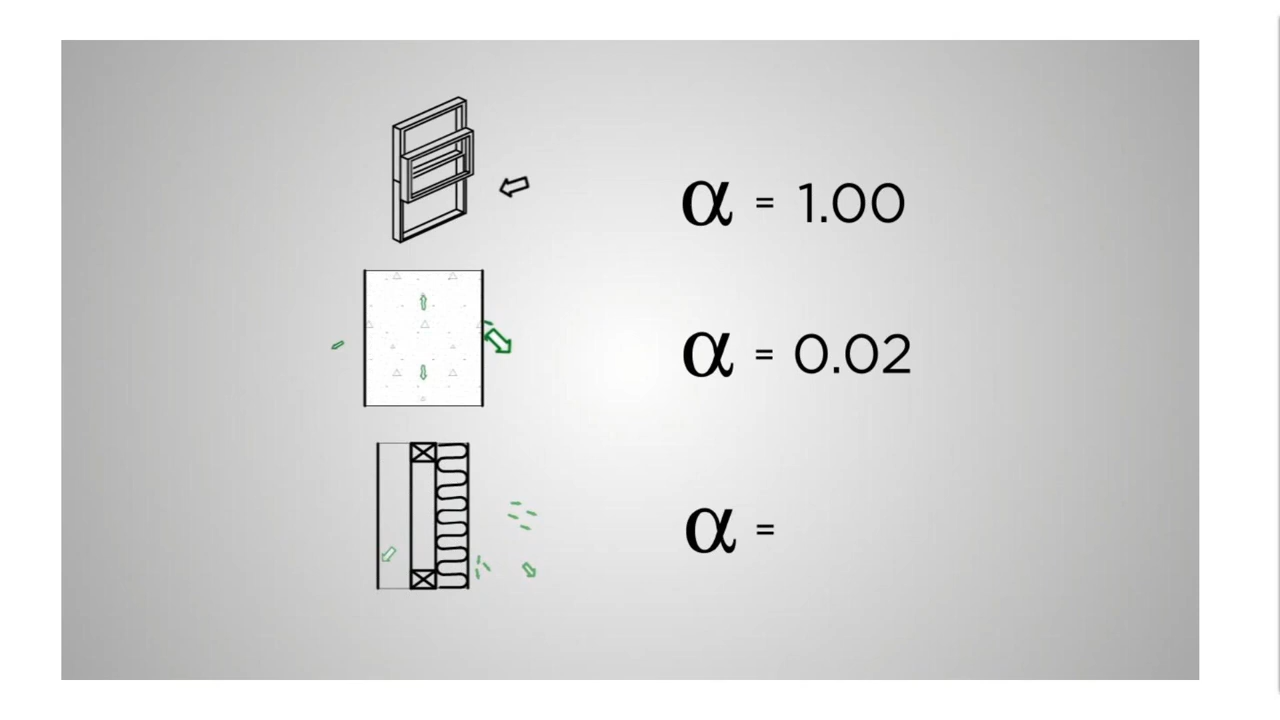 α = 1.00
α = 0.02
α =